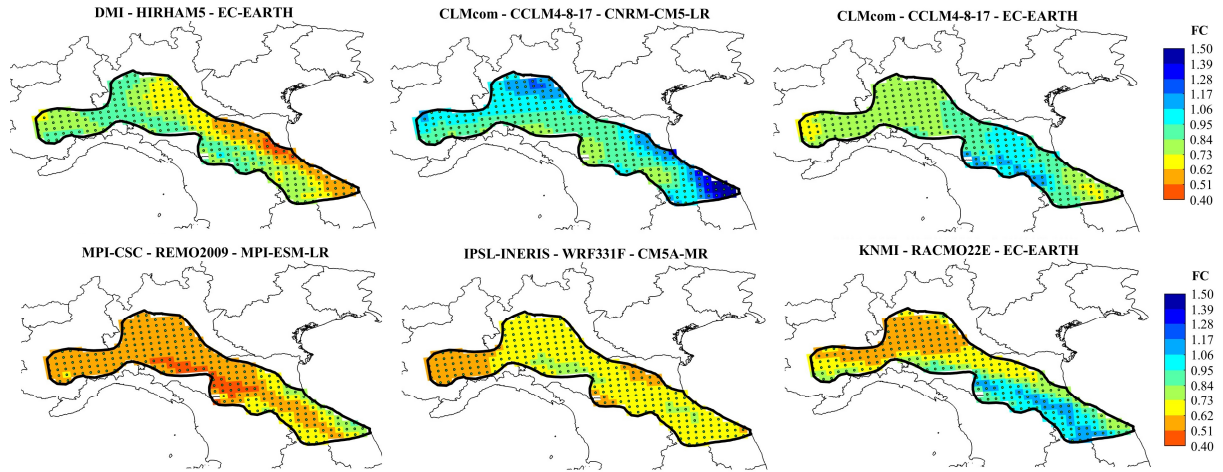 DMI - HIRHAM5 - EC-EARTH
CLMcom - CCLM4-8-17 - CNRM-CM5-LR
CLMcom - CCLM4-8-17 - EC-EARTH
FC
1.50
1.39
1.28
1.17
1.06
0.95
0.84
0.73
0.62
0.51
0.40
MPI-CSC - REMO2009 - MPI-ESM-LR
IPSL-INERIS - WRF331F - CM5A-MR
KNMI - RACMO22E - EC-EARTH
FC
1.50
1.39
1.28
1.17
1.06
0.95
0.84
0.73
0.62
0.51
0.40